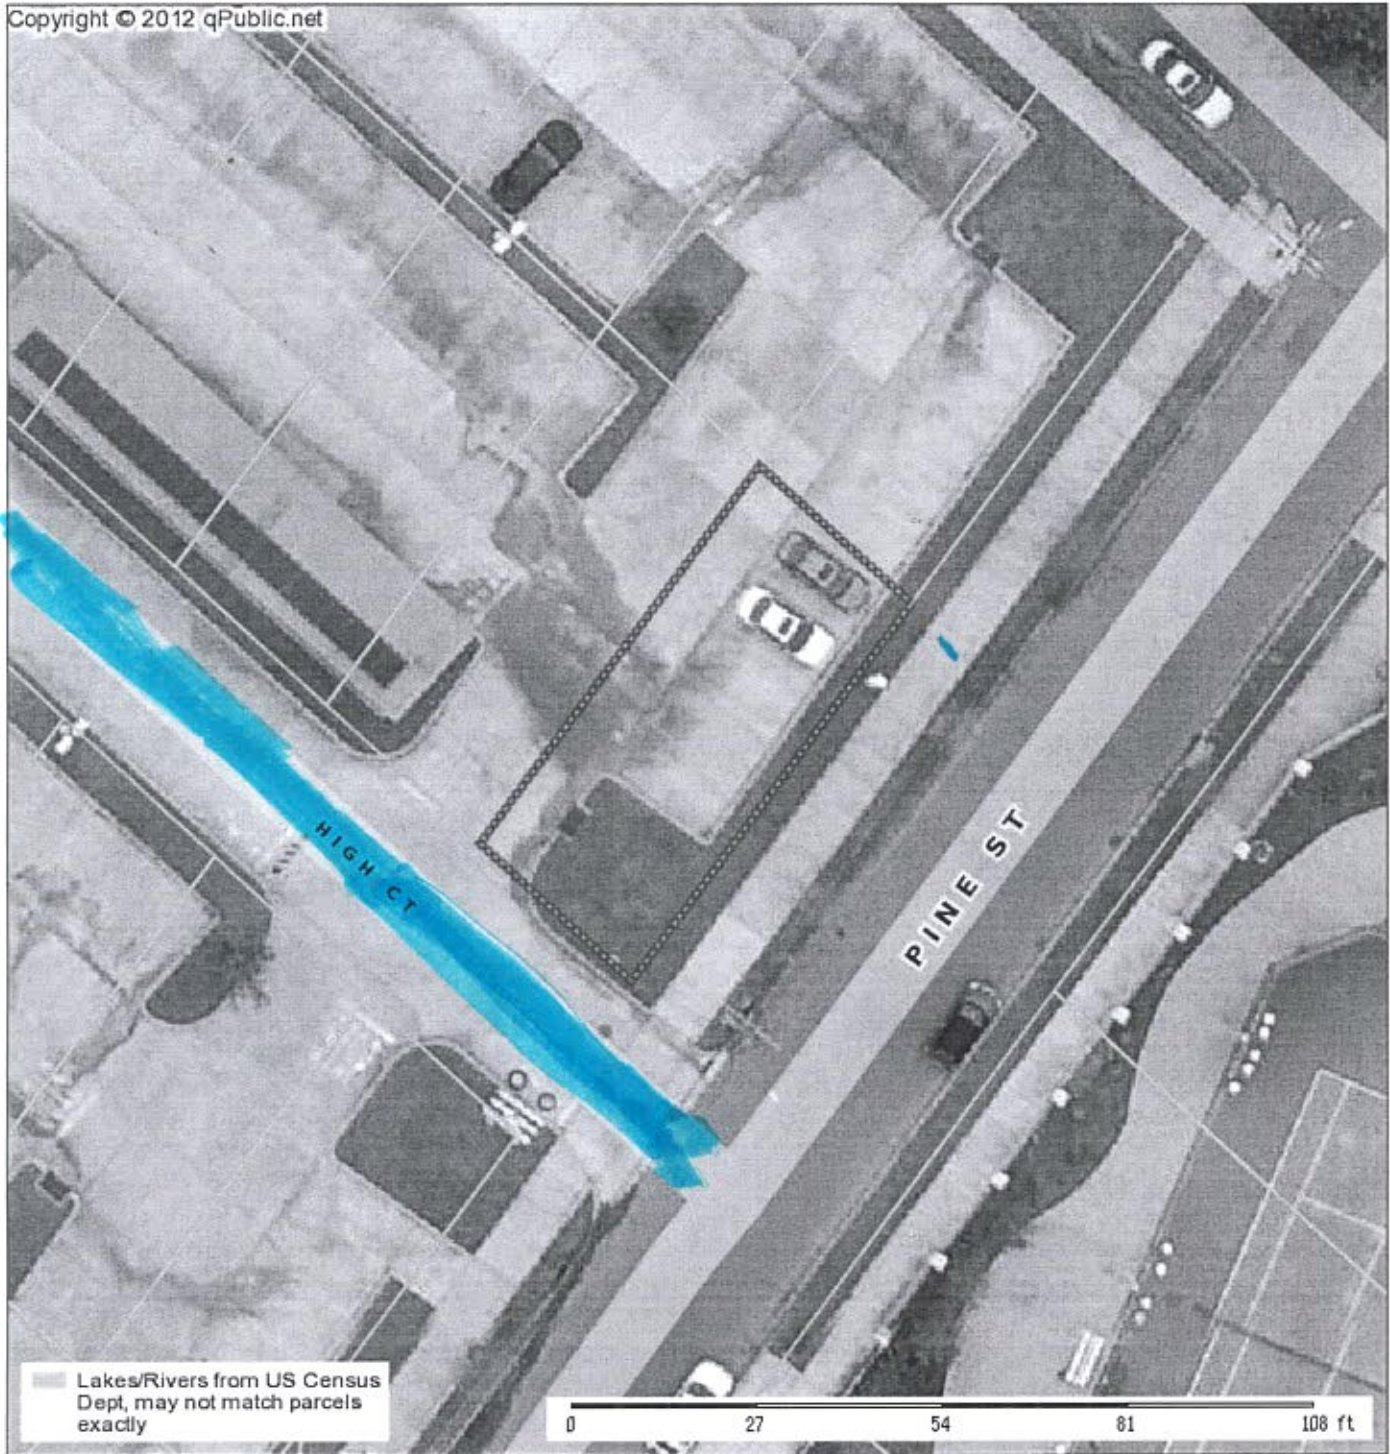 Copyright © 2012 qPublic.net
HIGH CT
PINE ST
Lakes/Rivers from US Census
Dept, may not match parcels
exactly
0 27 54 81 108 ft